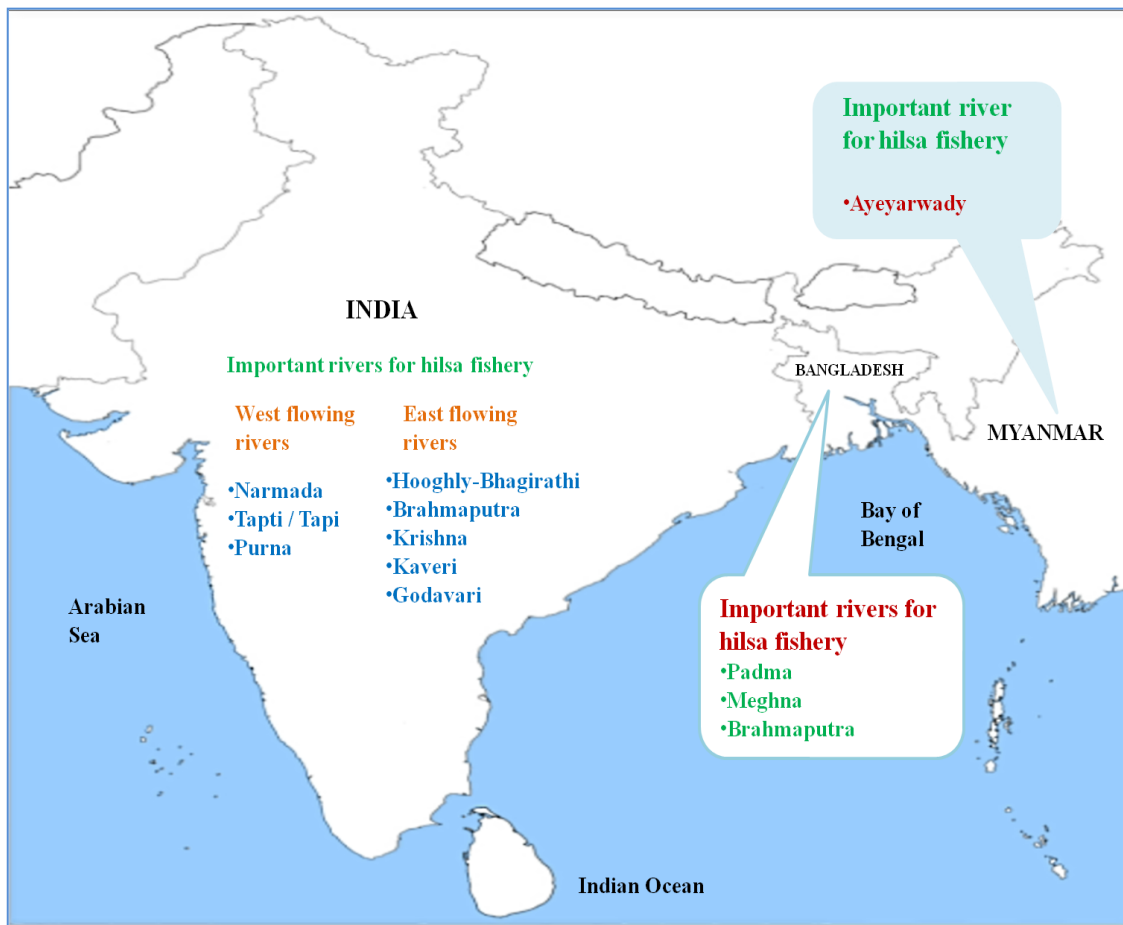 Important river
for hilsa fishery
•Ayeyarwady
INDIA
Important rivers for hilsa fishery
West flowing
rivers
•Narmada
•Tapti / Tapi
•Purna
East flowing
rivers
•Hooghly-Bhagirathi
•Brahmaputra
•Krishna
•Kaveri
•Godavari
BANGLADESH
MYANMAR
Bay of
Bengal
Arabian
Sea
Important rivers for
hilsa fishery
•Padma
•Meghna
•Brahmaputra
Indian Ocean